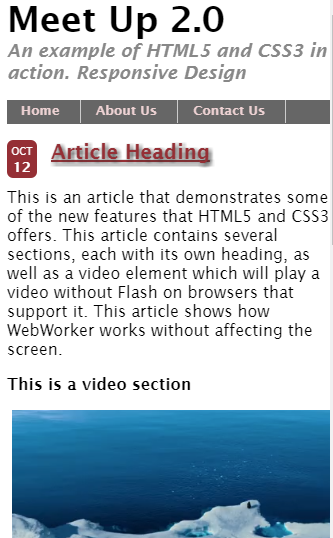 Meet Up 2.0
An example of HTML5 and CSS3 in
action. Responsive Design
Home About Us Contact Us
OCT
12
Article Heading
This is an article that demonstrates some
of the new features that HTML5 and CSS3
offers. This article contains several
sections, each with its own heading, as
well as a video element which will play a
video without Flash on browsers that
support it. This article shows how
WebWorker works without affecting the
screen.
This is a video section